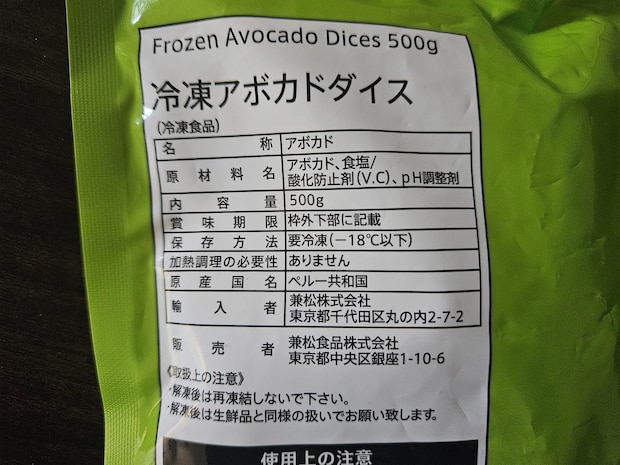 Frozen Avocado Dices 500g
冷凍アボカドダイス
(冷凍食品)
名称 アボカド
原材料名 アボカド、食塩/
酸化防止剤(V.C)、pH調整剤
内容量 500g
賞味期限 枠外下部に記載
保存方法 要冷凍(−18℃以下)
加熱調理の必要性 ありません
原産国名 ペルー共和国
輸入者 兼松株式会社
東京都千代田区丸の内2-7-2
販売者 兼松食品株式会社
東京都中央区銀座1-10-6
《取扱上の注意》
・解凍後は再凍結しないで下さい。
・解凍後は生鮮品と同様の扱いでお願い致します。
使用上の注意